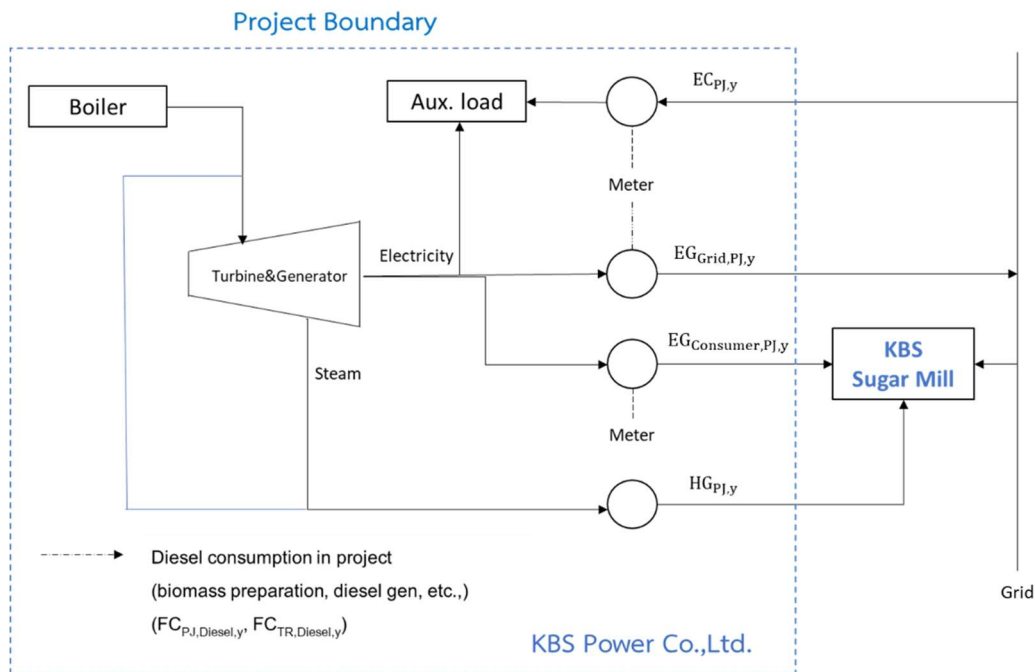 Project Boundary
Boiler
Aux. load
EC_PJ,y
Meter
Electricity
EG_Grid,PJ,y
Turbine&Generator
EG_Consumer,PJ,y
KBS
Sugar Mill
Steam
Meter
HG_PJ,y
Diesel consumption in project
(biomass preparation, diesel gen, etc.,)
(FC_PJ,Diesel,y, FC_TR,Diesel,y)
Grid
KBS Power Co.,Ltd.